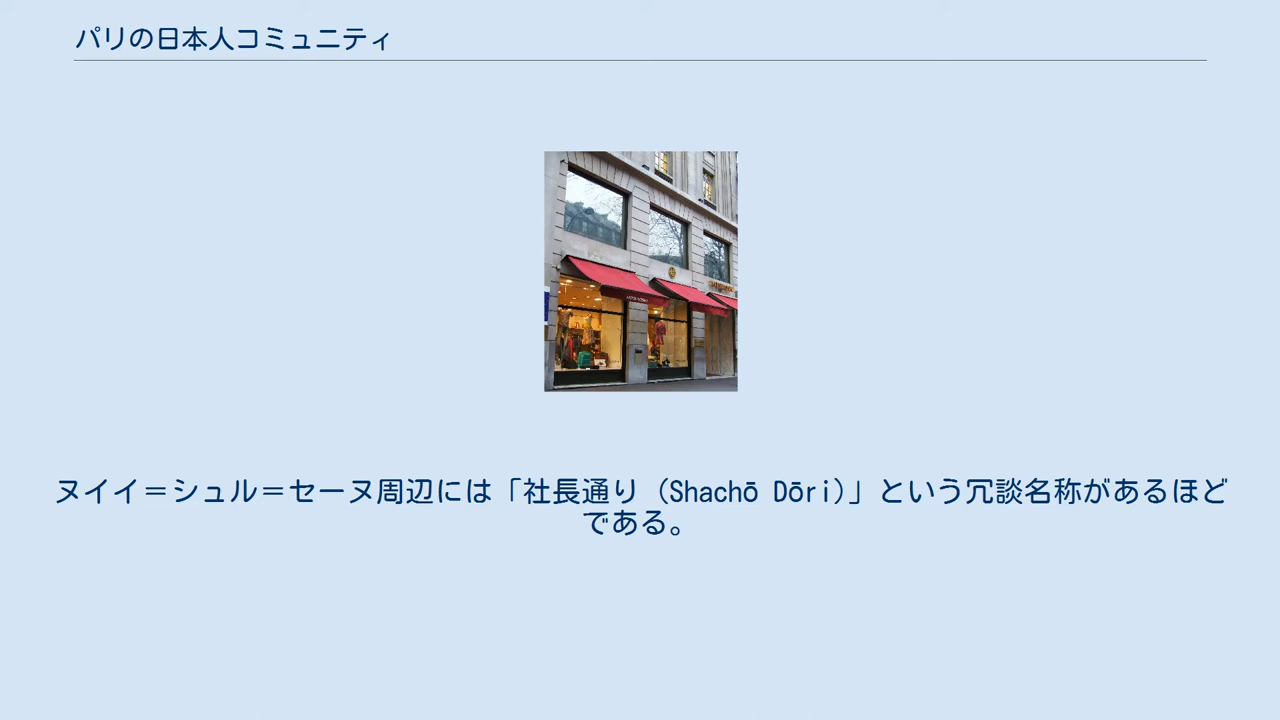 パリの日本人コミュニティ
ヌイイ＝シュル＝セーヌ周辺には「社長通り（Shachō Dōri）」という冗談名称があるほど
である。